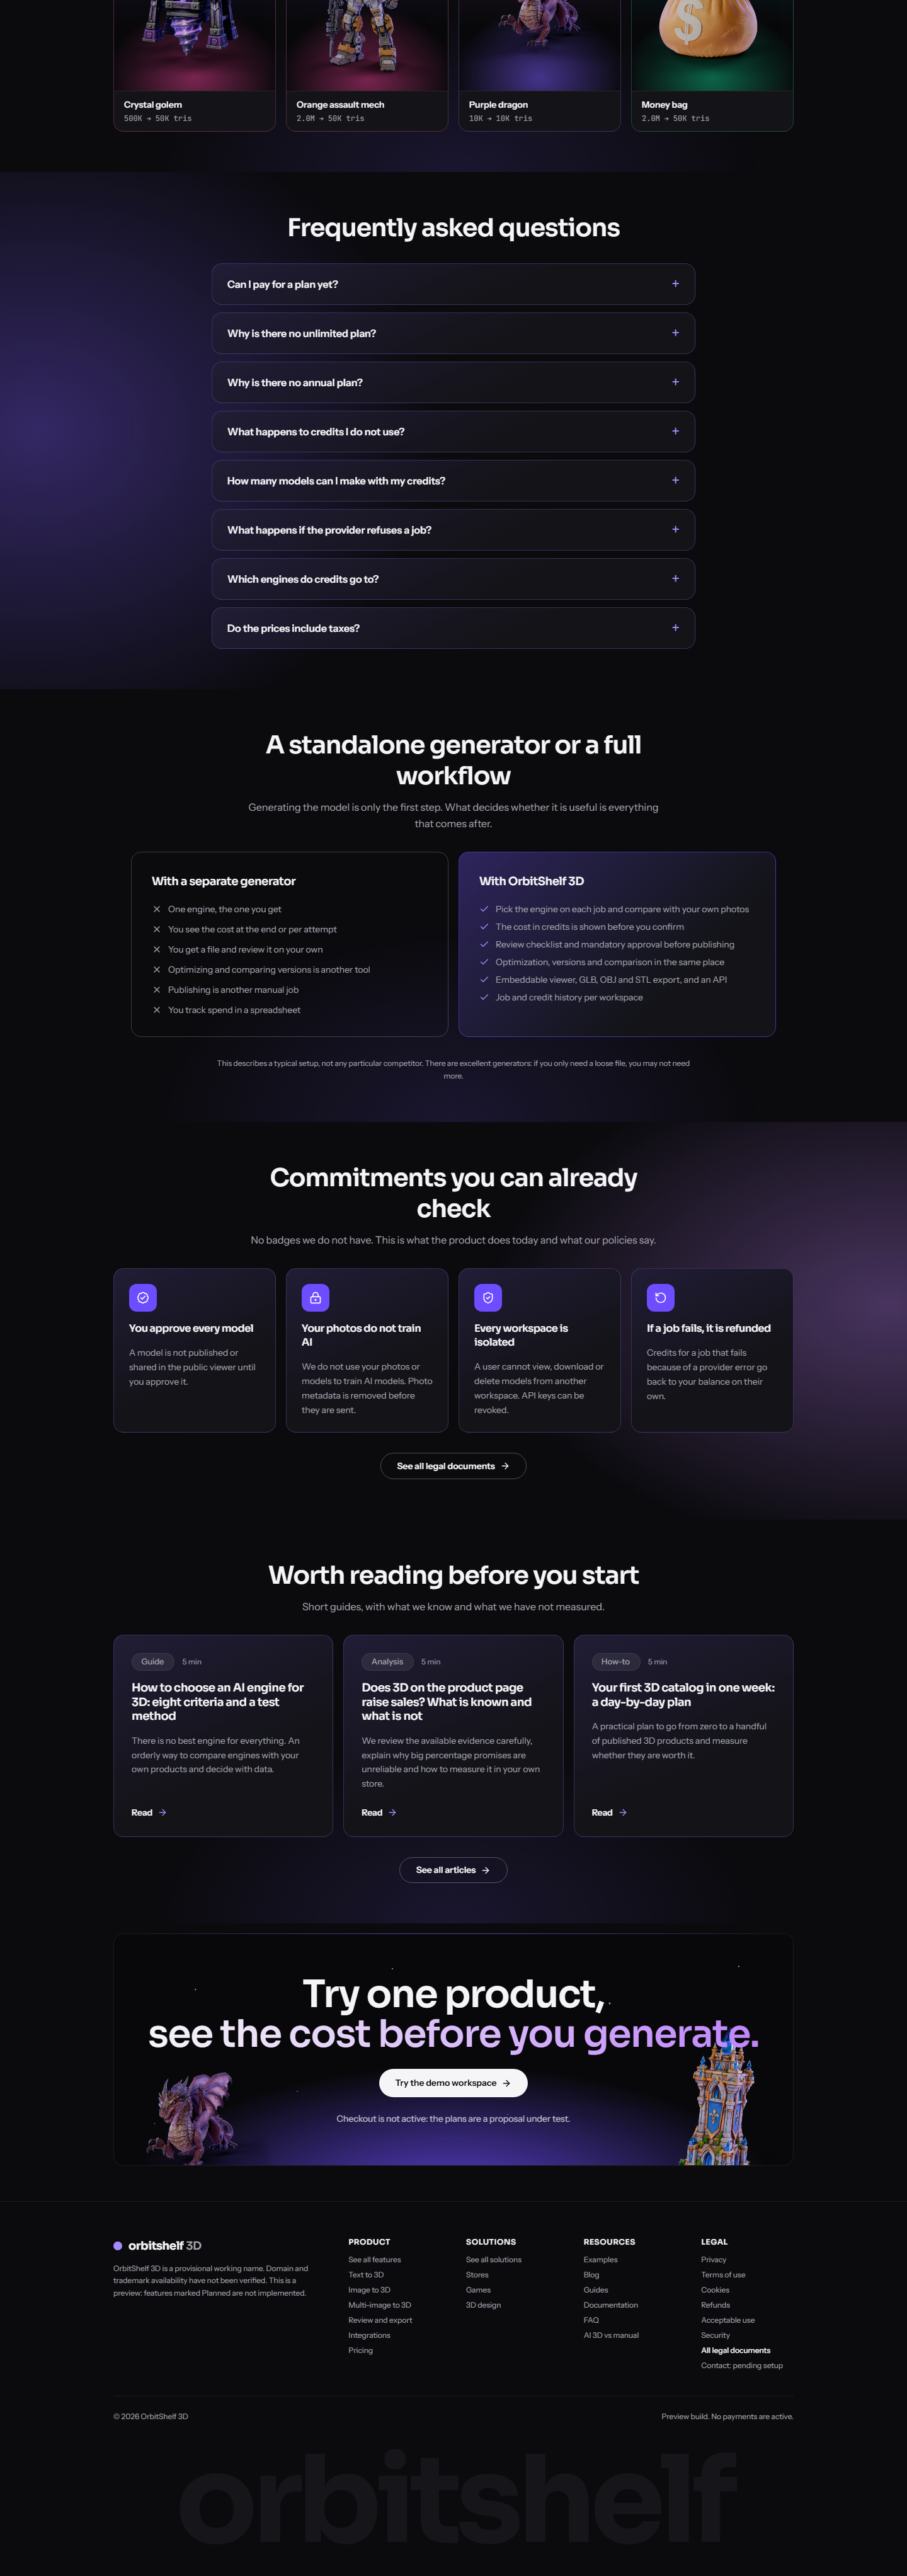 $
Crystal golem
500K → 50K tris
Orange assault mech
2.0M → 50K tris
Purple dragon
10K → 10K tris
Money bag
2.0M → 50K tris
Frequently asked questions
Can I pay for a plan yet?
Why is there no unlimited plan?
Why is there no annual plan?
What happens to credits I do not use?
How many models can I make with my credits?
What happens if the provider refuses a job?
Which engines do credits go to?
Do the prices include taxes?
A standalone generator or a full
workflow
Generating the model is only the first step. What decides whether it is useful is everything
that comes after.
With a separate generator
One engine, the one you get
You see the cost at the end or per attempt
You get a file and review it on your own
Optimizing and comparing versions is another tool
Publishing is another manual job
You track spend in a spreadsheet
With OrbitShelf 3D
Pick the engine on each job and compare with your own photos
The cost in credits is shown before you confirm
Review checklist and mandatory approval before publishing
Optimization, versions and comparison in the same place
Embeddable viewer, GLB, OBJ and STL export, and an API
Job and credit history per workspace
This describes a typical setup, not any particular competitor. There are excellent generators: if you only need a loose file, you may not need
more.
Commitments you can already
check
No badges we do not have. This is what the product does today and what our policies say.
You approve every model
A model is not published or
shared in the public viewer until
you approve it.
Your photos do not train
AI
We do not use your photos or
models to train AI models. Photo
metadata is removed before
they are sent.
Every workspace is
isolated
A user cannot view, download or
delete models from another
workspace. API keys can be
revoked.
If a job fails, it is refunded
Credits for a job that fails
because of a provider error go
back to your balance on their
own.
See all legal documents →
Worth reading before you start
Short guides, with what we know and what we have not measured.
Guide 5 min
How to choose an AI engine for
3D: eight criteria and a test
method
There is no best engine for everything. An
orderly way to compare engines with your
own products and decide with data.
Read →
Analysis 5 min
Does 3D on the product page
raise sales? What is known and
what is not
We review the available evidence carefully,
explain why big percentage promises are
unreliable and how to measure it in your own
store.
Read →
How-to 5 min
Your first 3D catalog in one week:
a day-by-day plan
A practical plan to go from zero to a handful
of published 3D products and measure
whether they are worth it.
Read →
See all articles →
Try one product,
see the cost before you generate.
Try the demo workspace →
Checkout is not active: the plans are a proposal under test.
orbitshelf 3D
OrbitShelf 3D is a provisional working name. Domain and
trademark availability have not been verified. This is a
preview: features marked Planned are not implemented.
PRODUCT
See all features
Text to 3D
Image to 3D
Multi-image to 3D
Review and export
Integrations
Pricing
SOLUTIONS
See all solutions
Stores
Games
3D design
RESOURCES
Examples
Blog
Guides
Documentation
FAQ
AI 3D vs manual
LEGAL
Privacy
Terms of use
Cookies
Refunds
Acceptable use
Security
All legal documents
Contact: pending setup
© 2026 OrbitShelf 3D
Preview build. No payments are active.
orbitshelf